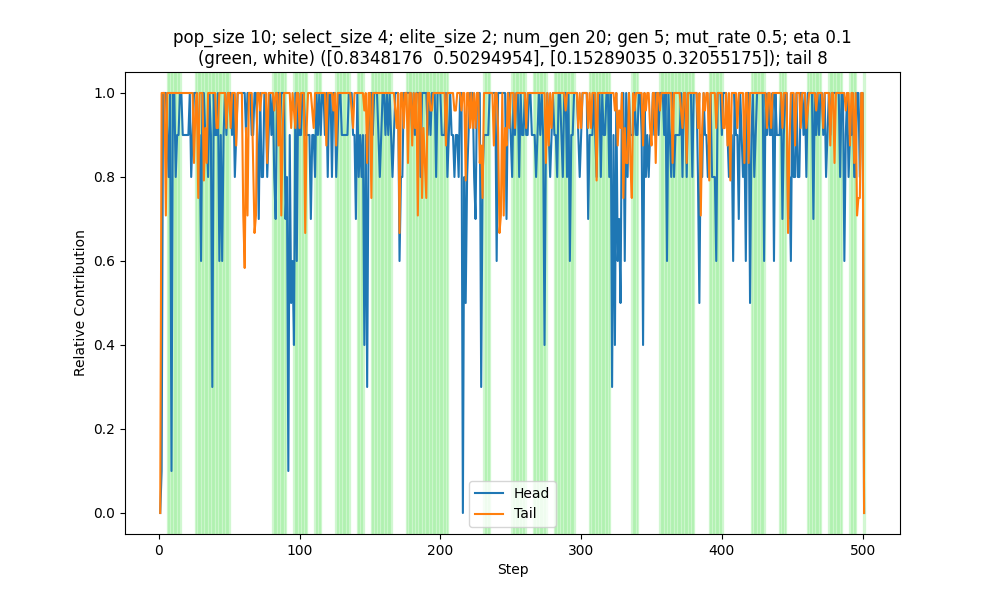 pop_size 10; select_size 4; elite_size 2; num_gen 20; gen 5; mut_rate 0.5; eta 0.1
(green, white) ([0.8348176  0.50294954], [0.15289035 0.32055175]); tail 8
Relative Contribution
1.0
0.8
0.6
0.4
0.2
0.0
Head
Tail
0 100 200 300 400 500
Step